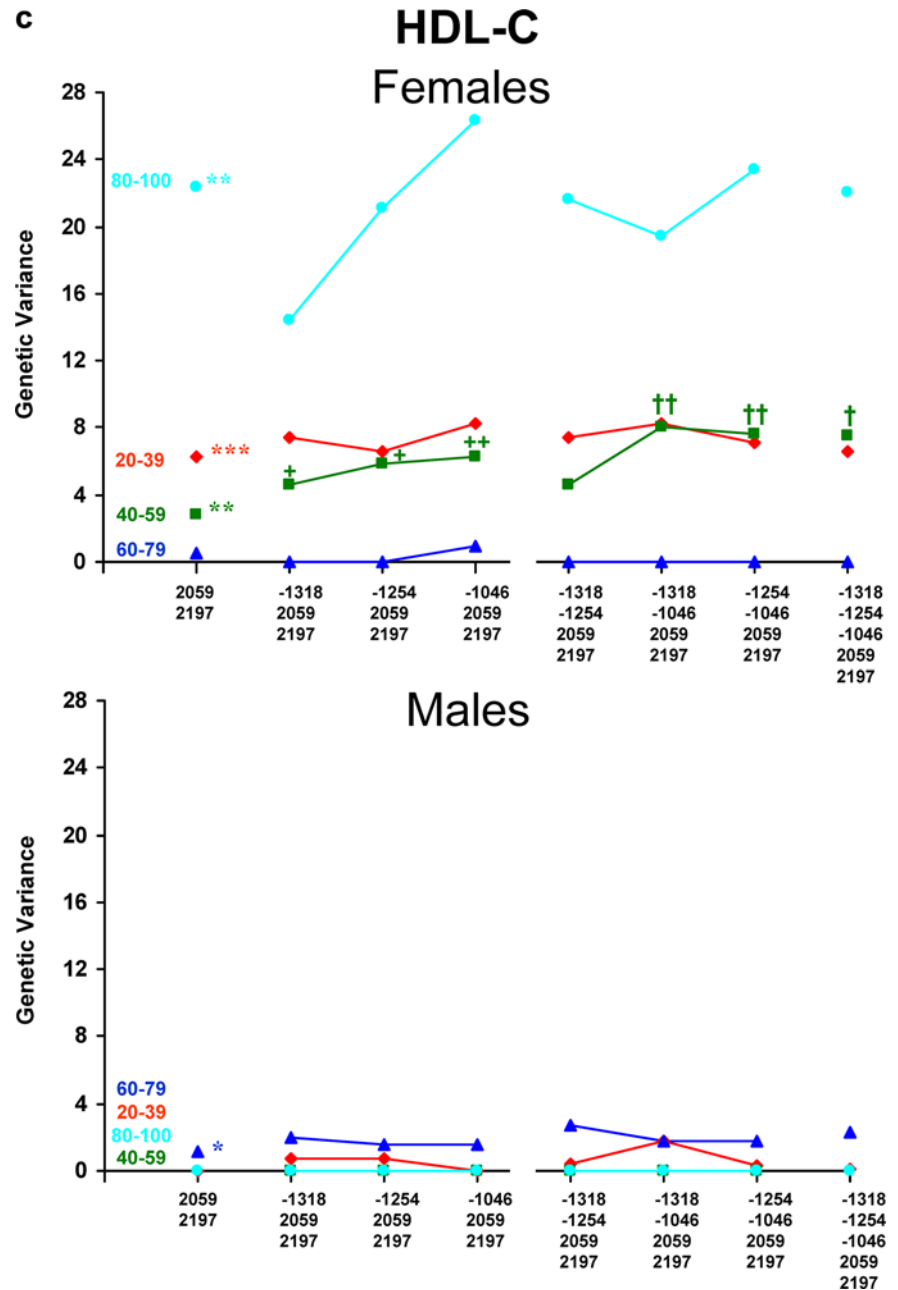 c
HDL-C
Females
Genetic Variance
28
24
20
16
12
8
4
0
80-100
**
20-39
***
40-59
**
60-79
+
+
++
††
††
†
2059 -1318 -1254 -1046 -1318 -1318 -1254 -1318
2197 2059 2059 2059 -1254 -1046 -1046 -1254
2197 2197 2197 2059 2059 2059 -1046
2197 2197 2197 2059
2197
Males
Genetic Variance
28
24
20
16
12
8
4
0
60-79
20-39
80-100
40-59
*
2059 -1318 -1254 -1046 -1318 -1318 -1254 -1318
2197 2059 2059 2059 -1254 -1046 -1046 -1254
2197 2197 2197 2059 2059 2059 -1046
2197 2197 2197 2059
2197